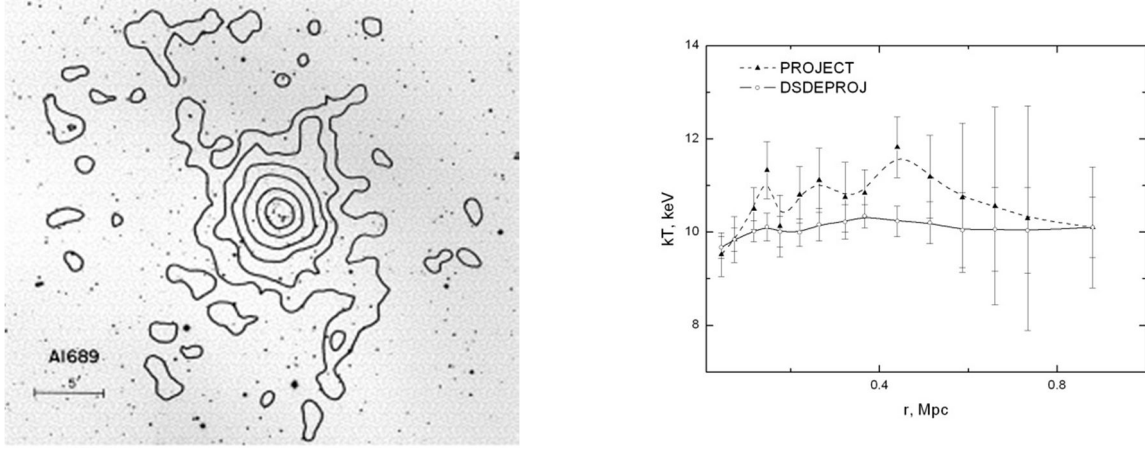 A1689
5'
PROJECT
DSDEPROJ
kT, keV
14
12
10
8
0.4
0.8
r, Mpc